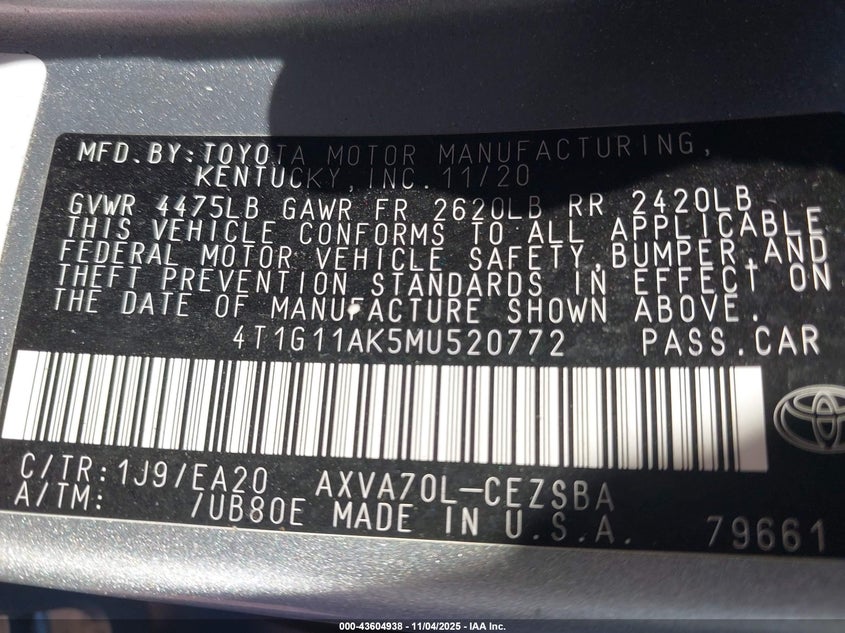 MFD.BY:TOYOTA MOTOR MANUFACTURING,
KENTUCKY,INC.11/20
GVWR 4475LB GAWR FR 2620LB RR 2420LB
THIS VEHICLE CONFORMS TO ALL APPLICABLE
FEDERAL MOTOR VEHICLE SAFETY,BUMPER,AND
THEFT PREVENTION STANDARDS IN EFFECT ON
THE DATE OF MANUFACTURE SHOWN ABOVE.
4T1G11AK5MU520772 PASS.CAR
C/TR:1J9/EA20 AXVA70L-CEZSBA
A/TM: /UB80E MADE IN U.S.A. 79661
000-43604938 - 11/04/2025 - IAA Inc.